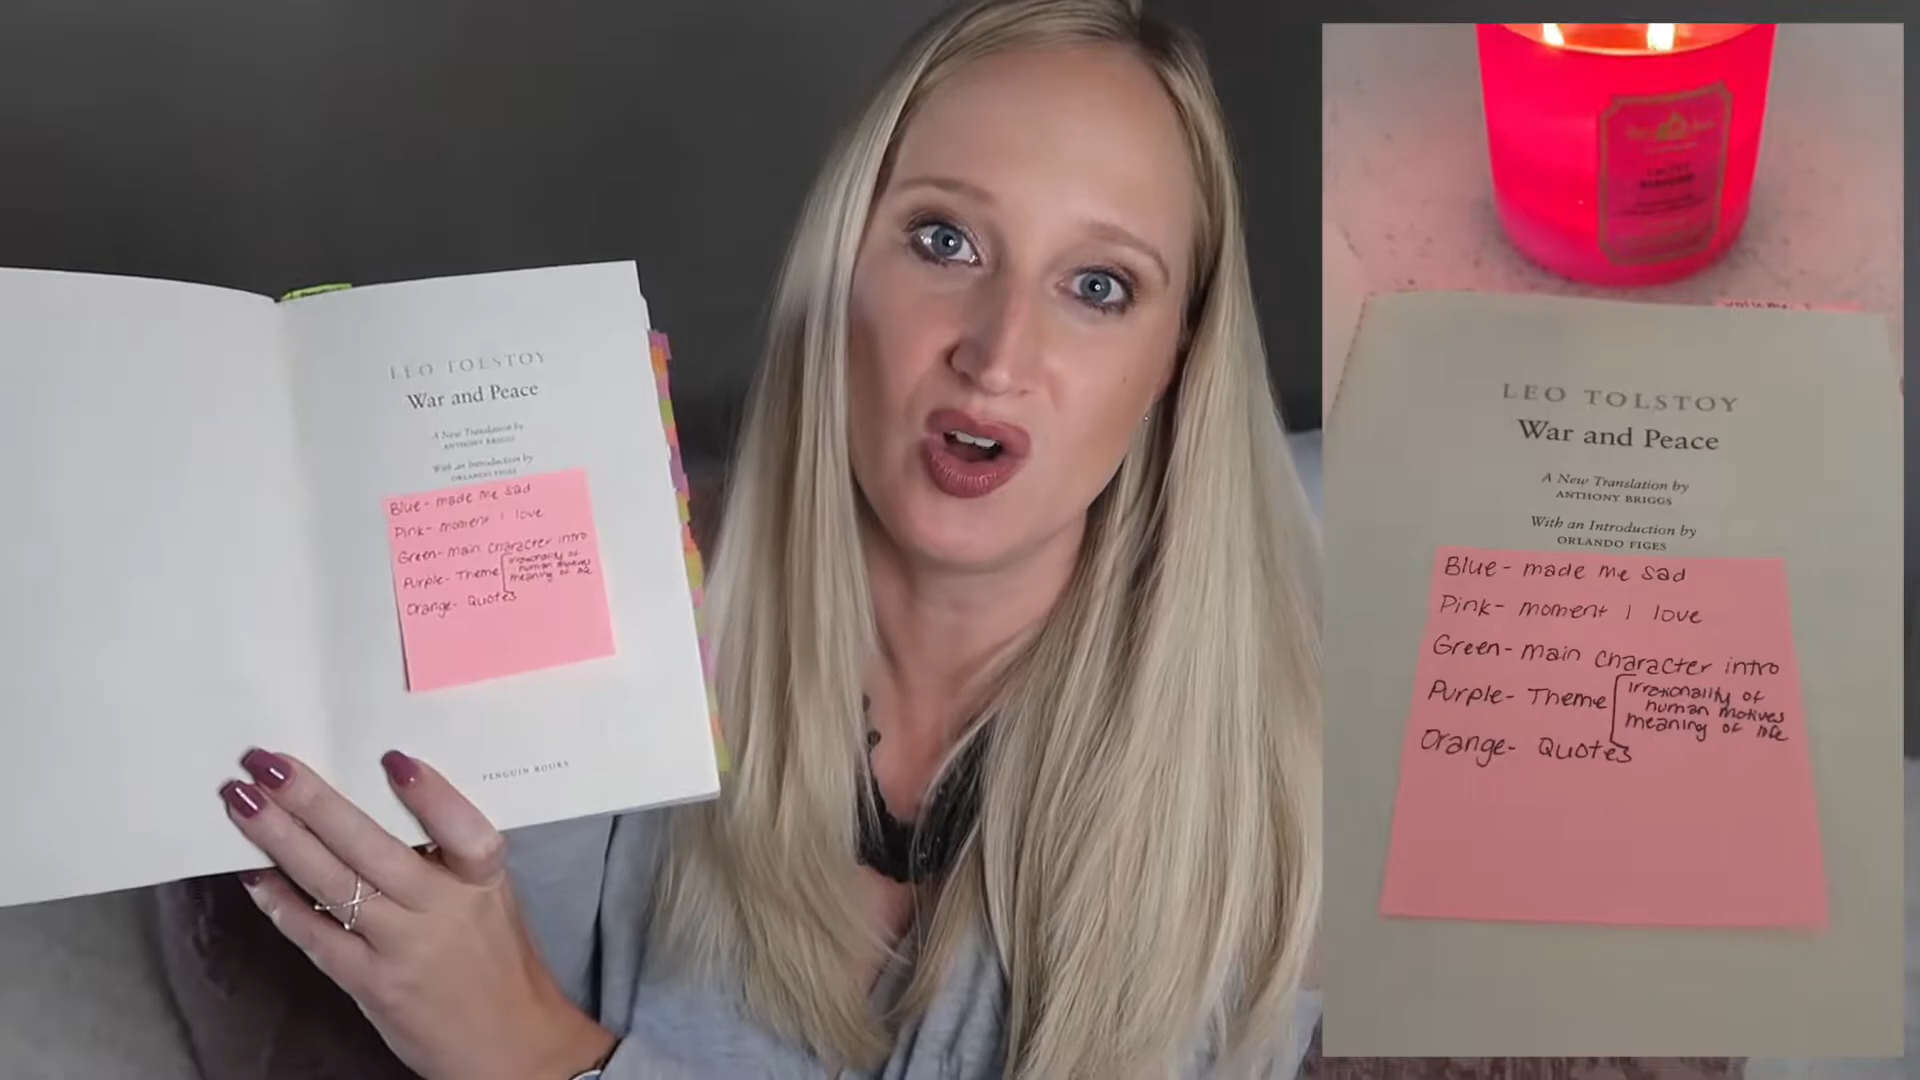 LEO TOLSTOY
War and Peace
A New Translation by
ANTHONY BRIGGS
With an Introduction by
ORLANDO FIGES
Blue- made me sad
Pink- moment I love
Green- main character intro
Purple- Theme
irrationality of
human motives
meaning of life
Orange- Quotes
PENGUIN BOOKS
LEO TOLSTOY
War and Peace
A New Translation by
ANTHONY BRIGGS
With an Introduction by
ORLANDO FIGES
Blue- made me sad
Pink- moment I love
Green- main character intro
Purple- Theme
irrationality of
human motives
meaning of life
Orange- Quotes